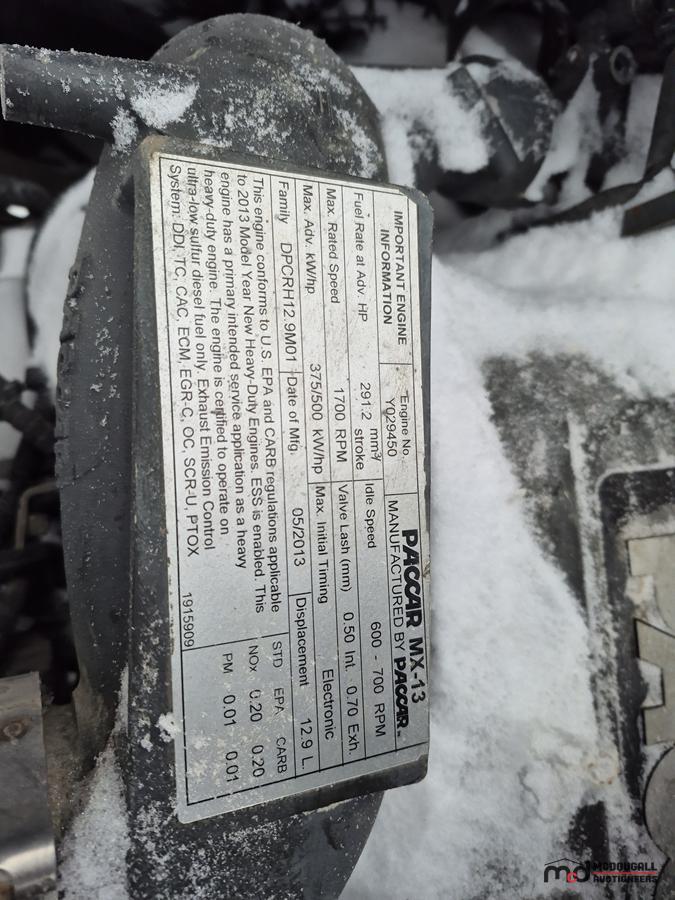 IMPORTANT ENGINE INFORMATION
Engine No. Y029450
PACCAR MX-13
MANUFACTURED BY PACCAR™
Fuel Rate at Adv. HP 291.2 mm³/stroke
Idle Speed 600 - 700 RPM
Max. Rated Speed 1700 RPM
Valve Lash (mm) 0.50 Int. 0.70 Exh.
Max. Adv. kW/hp 375/500 kW/hp
Max. Initial Timing Electronic
Family DPCRH12.9M01
Date of Mfg. 05/2013
Displacement 12.9 L.
This engine conforms to U.S. EPA and CARB regulations applicable
to 2013 Model Year New Heavy-Duty Engines. ESS is enabled. This
engine has a primary intended service application as a heavy
heavy-duty engine. The engine is certified to operate on
ultra-low sulfur diesel fuel only. Exhaust Emission Control
System: DDI, TC, CAC, ECM, EGR-C, OC, SCR-U, PTOX
1915909
STD EPA CARB
NOx 0.20 0.20
PM 0.01 0.01
MCDOUGALL
AUCTIONEERS